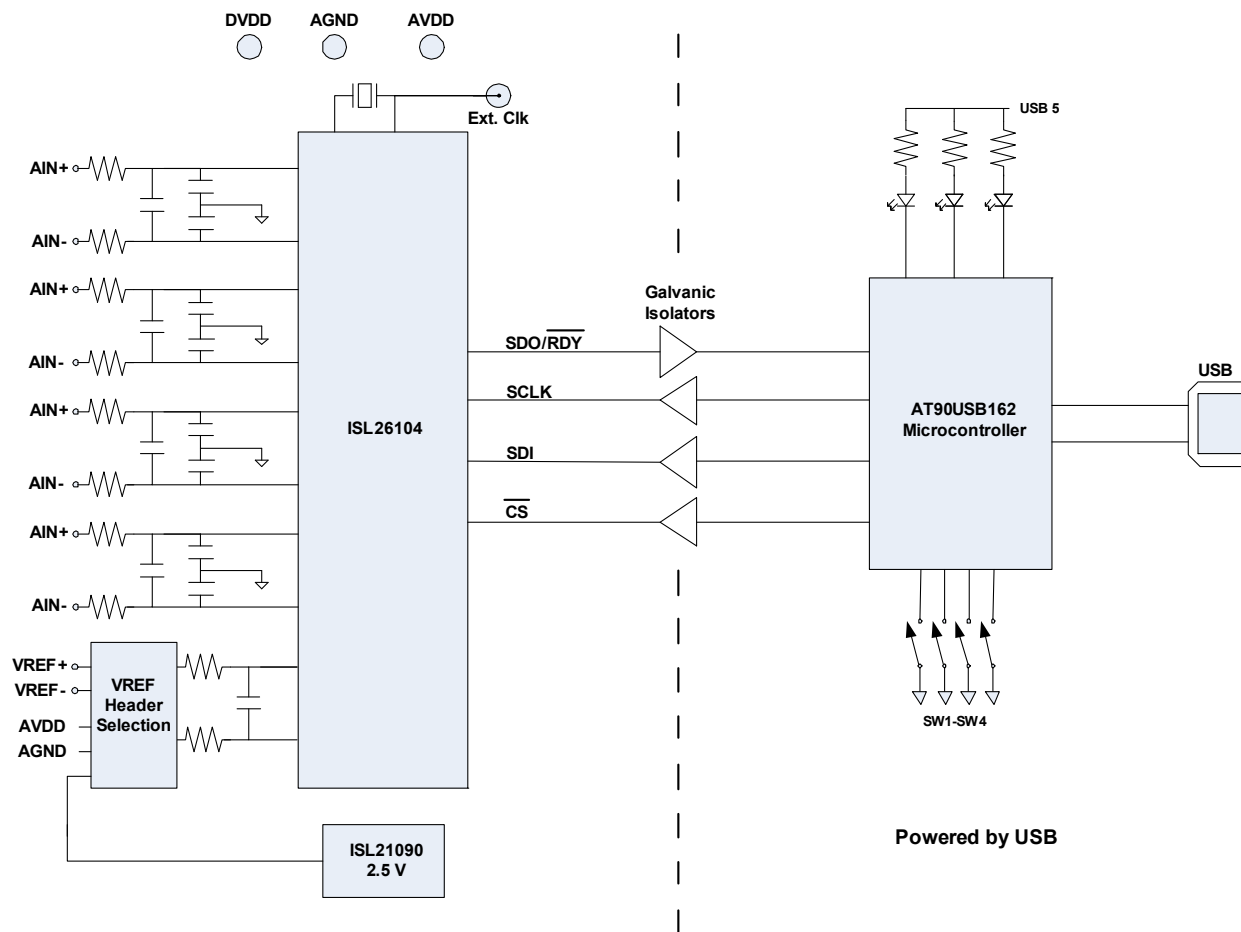 DVDD
AGND
AVDD
Ext. Clk
USB 5
AIN+
AIN-
AIN+
AIN-
AIN+
AIN-
AIN+
AIN-
ISL26104
Galvanic
Isolators
SDO/RDY
SCLK
SDI
CS
AT90USB162
Microcontroller
USB
VREF+
VREF-
AVDD
AGND
VREF
Header
Selection
SW1-SW4
ISL21090
2.5 V
Powered by USB